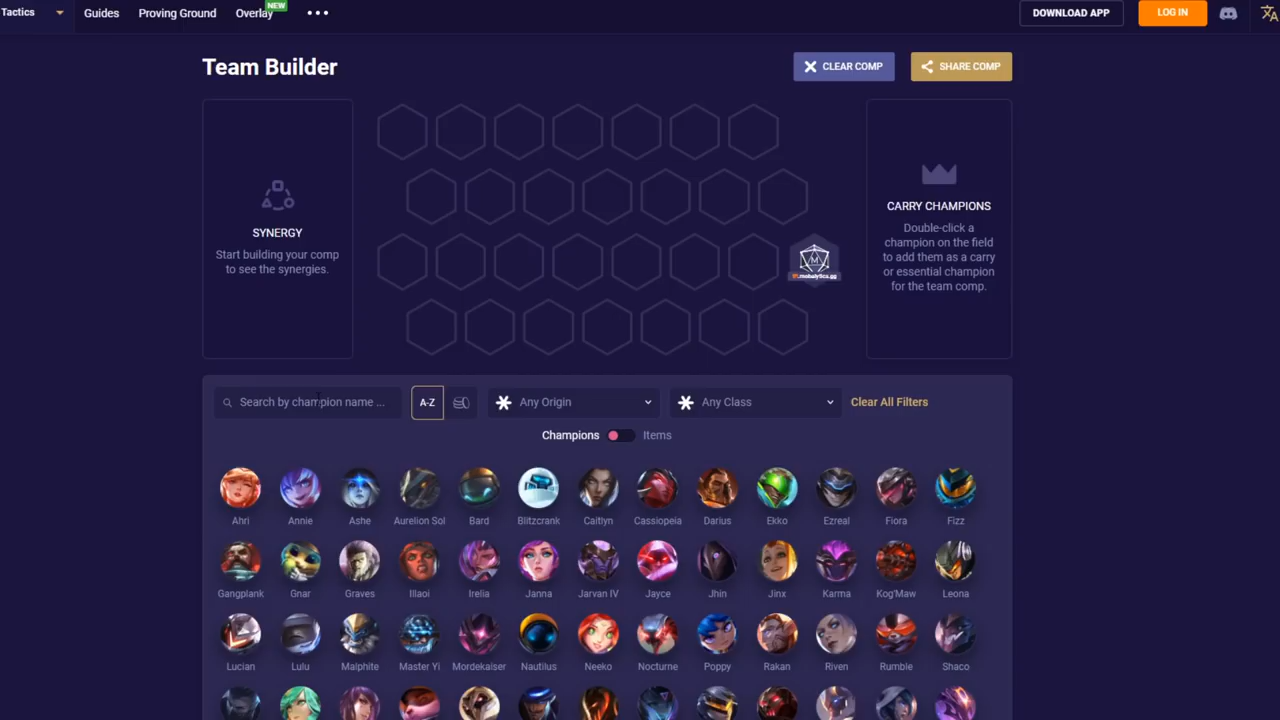 Tactics
Guides
Proving Ground
Overlay
NEW
DOWNLOAD APP
LOG IN
Team Builder
CLEAR COMP
SHARE COMP
SYNERGY
Start building your comp
to see the synergies.
M
tft.mobalytics.gg
CARRY CHAMPIONS
Double-click a
champion on the field
to add them as a carry
or essential champion
for the team comp.
Search by champion name ...
A-Z
Any Origin
Any Class
Clear All Filters
Champions
Items
Ahri Annie Ashe Aurelion Sol Bard Blitzcrank Caitlyn Cassiopeia Darius Ekko Ezreal Fiora Fizz
Gangplank Gnar Graves Illaoi Irelia Janna Jarvan IV Jayce Jhin Jinx Karma Kog'Maw Leona
Lucian Lulu Malphite Master Yi Mordekaiser Nautilus Neeko Nocturne Poppy Rakan Riven Rumble Shaco